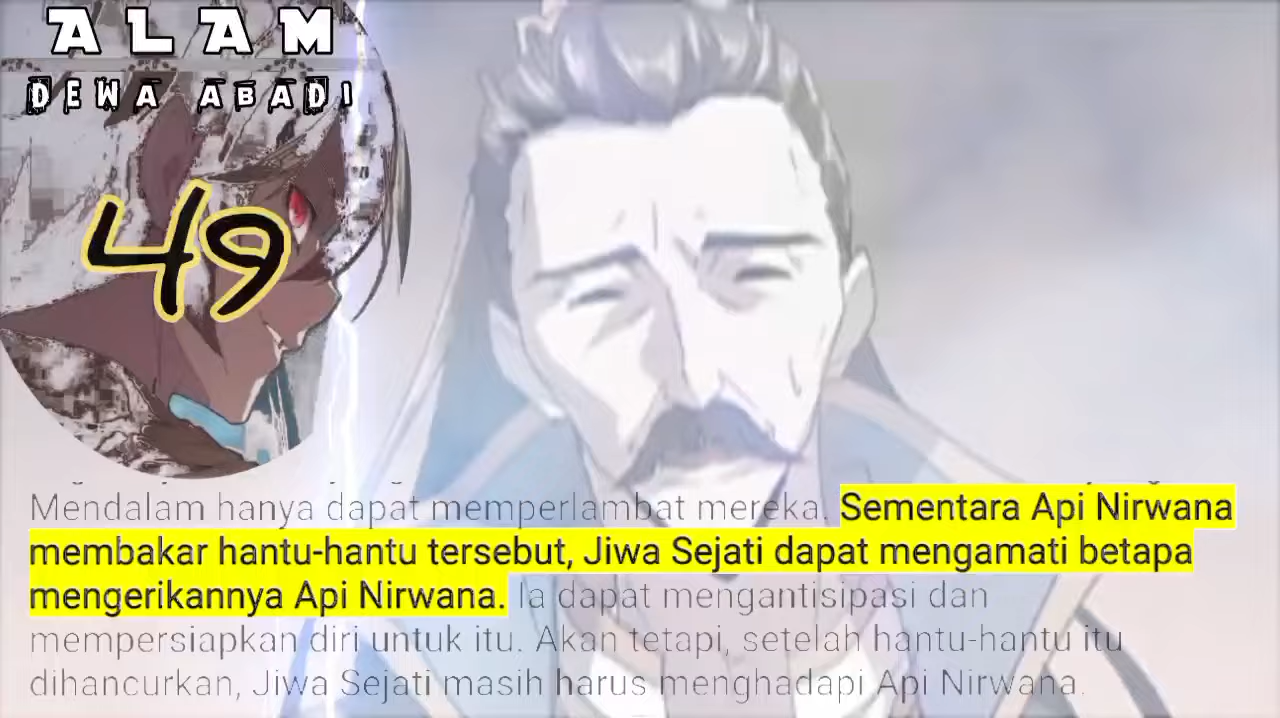 ALAM
DEWA ABADI
49
Mendalam hanya dapat memperlambat mereka. Sementara Api Nirwana
membakar hantu-hantu tersebut, Jiwa Sejati dapat mengamati betapa
mengerikannya Api Nirwana. Ia dapat mengantisipasi dan
mempersiapkan diri untuk itu. Akan tetapi, setelah hantu-hantu itu
dihancurkan, Jiwa Sejati masih harus menghadapi Api Nirwana.